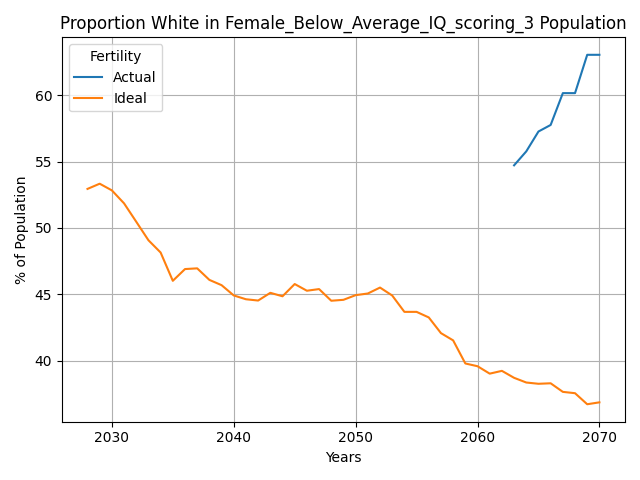 Proportion White in Female_Below_Average_IQ_scoring_3 Population
Fertility
Actual
Ideal
60
55
50
45
40
% of Population
2030 2040 2050 2060 2070
Years